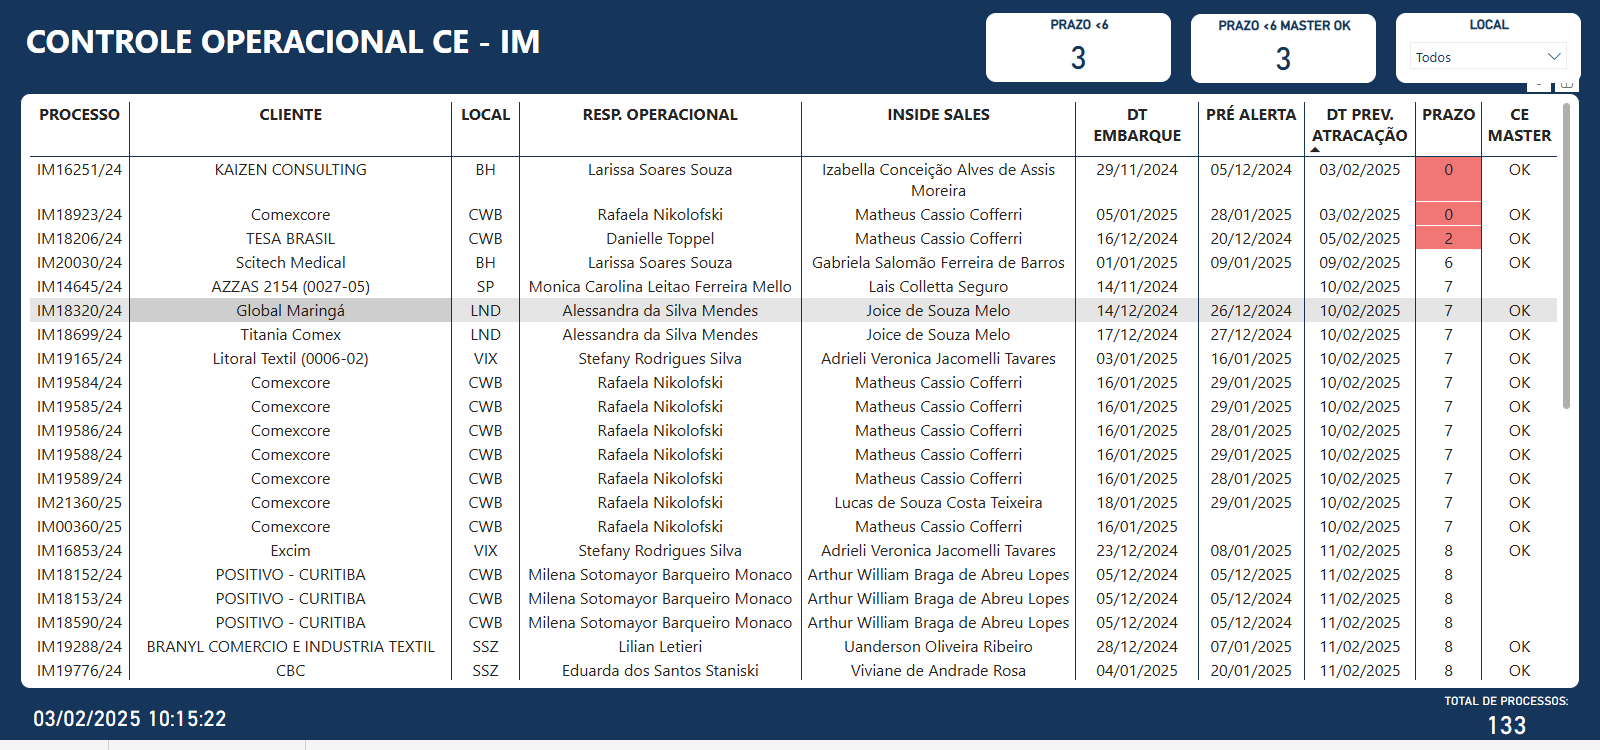 CONTROLE OPERACIONAL CE - IM
PRAZO <6
3
PRAZO <6 MASTER OK
3
LOCAL
Todos
PROCESSO CLIENTE LOCAL RESP. OPERACIONAL INSIDE SALES DT EMBARQUE PRÉ ALERTA DT PREV. ATRACAÇÃO PRAZO CE MASTER
IM16251/24 KAIZEN CONSULTING BH Larissa Soares Souza Izabella Conceição Alves de Assis Moreira 29/11/2024 05/12/2024 03/02/2025 0 OK
IM18923/24 Comexcore CWB Rafaela Nikolofski Matheus Cassio Cofferri 05/01/2025 28/01/2025 03/02/2025 0 OK
IM18206/24 TESA BRASIL CWB Danielle Toppel Matheus Cassio Cofferri 16/12/2024 20/12/2024 05/02/2025 2 OK
IM20030/24 Scitech Medical BH Larissa Soares Souza Gabriela Salomão Ferreira de Barros 01/01/2025 09/01/2025 09/02/2025 6 OK
IM14645/24 AZZAS 2154 (0027-05) SP Monica Carolina Leitao Ferreira Mello Lais Colletta Seguro 14/11/2024 10/02/2025 7
IM18320/24 Global Maringá LND Alessandra da Silva Mendes Joice de Souza Melo 14/12/2024 26/12/2024 10/02/2025 7 OK
IM18699/24 Titania Comex LND Alessandra da Silva Mendes Joice de Souza Melo 17/12/2024 27/12/2024 10/02/2025 7 OK
IM19165/24 Litoral Textil (0006-02) VIX Stefany Rodrigues Silva Adrieli Veronica Jacomelli Tavares 03/01/2025 16/01/2025 10/02/2025 7 OK
IM19584/24 Comexcore CWB Rafaela Nikolofski Matheus Cassio Cofferri 16/01/2025 29/01/2025 10/02/2025 7 OK
IM19585/24 Comexcore CWB Rafaela Nikolofski Matheus Cassio Cofferri 16/01/2025 29/01/2025 10/02/2025 7 OK
IM19586/24 Comexcore CWB Rafaela Nikolofski Matheus Cassio Cofferri 16/01/2025 28/01/2025 10/02/2025 7 OK
IM19588/24 Comexcore CWB Rafaela Nikolofski Matheus Cassio Cofferri 16/01/2025 29/01/2025 10/02/2025 7 OK
IM19589/24 Comexcore CWB Rafaela Nikolofski Matheus Cassio Cofferri 16/01/2025 28/01/2025 10/02/2025 7 OK
IM21360/25 Comexcore CWB Rafaela Nikolofski Lucas de Souza Costa Teixeira 18/01/2025 29/01/2025 10/02/2025 7 OK
IM00360/25 Comexcore CWB Rafaela Nikolofski Matheus Cassio Cofferri 16/01/2025 10/02/2025 7 OK
IM16853/24 Excim VIX Stefany Rodrigues Silva Adrieli Veronica Jacomelli Tavares 23/12/2024 08/01/2025 11/02/2025 8 OK
IM18152/24 POSITIVO - CURITIBA CWB Milena Sotomayor Barqueiro Monaco Arthur William Braga de Abreu Lopes 05/12/2024 05/12/2025 11/02/2025 8
IM18153/24 POSITIVO - CURITIBA CWB Milena Sotomayor Barqueiro Monaco Arthur William Braga de Abreu Lopes 05/12/2024 05/12/2024 11/02/2025 8
IM18590/24 POSITIVO - CURITIBA CWB Milena Sotomayor Barqueiro Monaco Arthur William Braga de Abreu Lopes 05/12/2024 05/12/2024 11/02/2025 8
IM19288/24 BRANYL COMERCIO E INDUSTRIA TEXTIL SSZ Lilian Letieri Uanderson Oliveira Ribeiro 28/12/2024 07/01/2025 11/02/2025 8 OK
IM19776/24 CBC SSZ Eduarda dos Santos Staniski Viviane de Andrade Rosa 04/01/2025 20/01/2025 11/02/2025 8 OK
03/02/2025 10:15:22
TOTAL DE PROCESSOS:
133